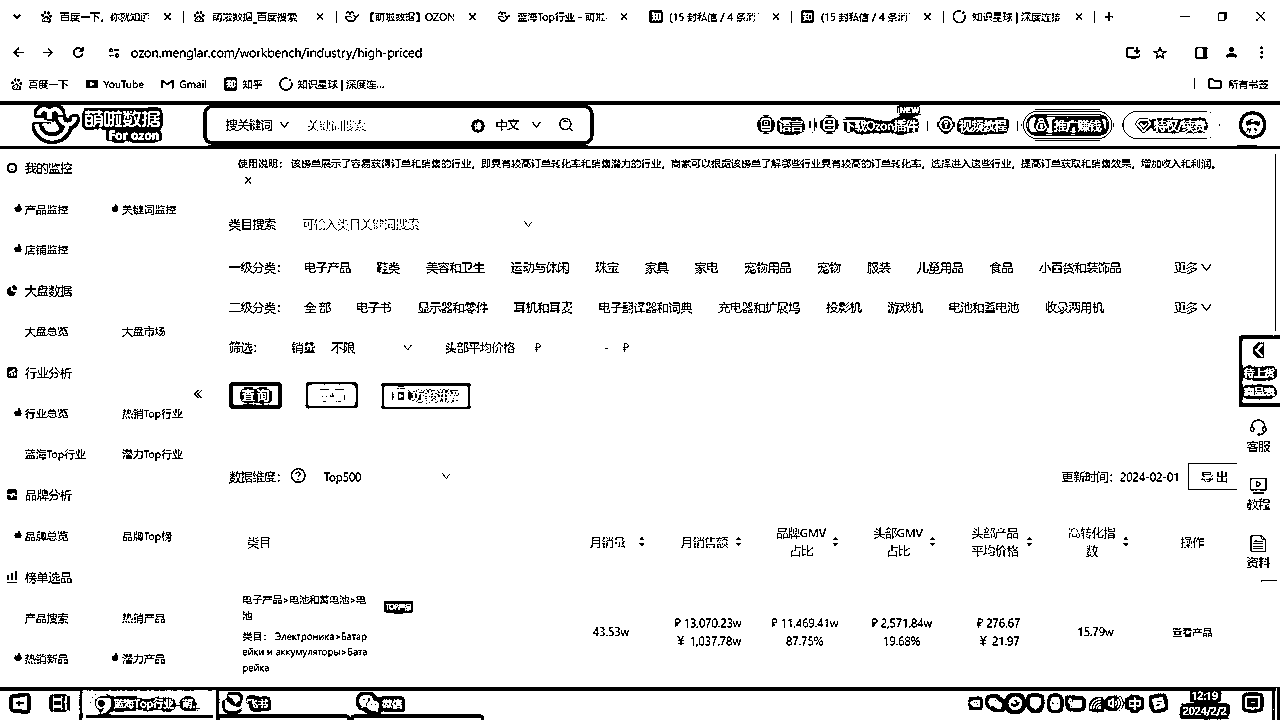 百度一下，你就知道
萌啦数据_百度搜索
【萌啦数据】OZON
蓝海Top行业 - 萌啦
(15 封私信 / 4 条消
(15 封私信 / 4 条消
知识星球 | 深度连接
ozon.menglar.com/workbench/industry/high-priced
百度一下
YouTube
Gmail
知乎
知识星球 | 深度连...
所有书签
萌啦数据
For ozon
搜关键词
关键词搜索
中文
语言
NEW
下载Ozon插件
视频教程
推广赚钱
特权/续费
使用说明：该榜单展示了容易获得订单和销售的行业，即具有较高订单转化率和销售潜力的行业，商家可以根据该榜单了解哪些行业具有较高的订单转化率，选择进入这些行业，提高订单获取和销售效果，增加收入和利润。
我的监控
产品监控
关键词监控
店铺监控
大盘数据
大盘总览
大盘市场
行业分析
行业总览
热销Top行业
蓝海Top行业
潜力Top行业
品牌分析
品牌总览
品牌Top榜
榜单选品
产品搜索
热销产品
热销新品
潜力产品
类目搜索
可输入类目关键词搜索
一级分类： 电子产品 鞋类 美容和卫生 运动与休闲 珠宝 家具 家电 宠物用品 宠物 服装 儿童用品 食品 小百货和装饰品 更多
二级分类： 全部 电子书 显示器和零件 耳机和耳麦 电子翻译器和词典 充电器和扩展坞 投影机 游戏机 电池和蓄电池 收录两用机 更多
筛选： 销量 不限 头部平均价格 ₽ - ₽
查询
功能讲解
待上货
商品夹
客服
教程
资料
数据维度： Top500
更新时间：2024-02-01
导出
类目
月销量
月销售额
品牌GMV
占比
头部GMV
占比
头部产品
平均价格
高转化指
数
操作
电子产品>电池和蓄电池>电
池
TOP产品
类目： Электроника>Батар
ейки и аккумуляторы>Бата
рейка
43.53w
₽ 13,070.23w
¥ 1,037.78w
₽ 11,469.41w
87.75%
₽ 2,571.84w
19.68%
₽ 276.67
¥ 21.97
15.79w
查看产品
蓝海Top行业 - 萌...
飞书
微信
中
12:19
2024/2/2